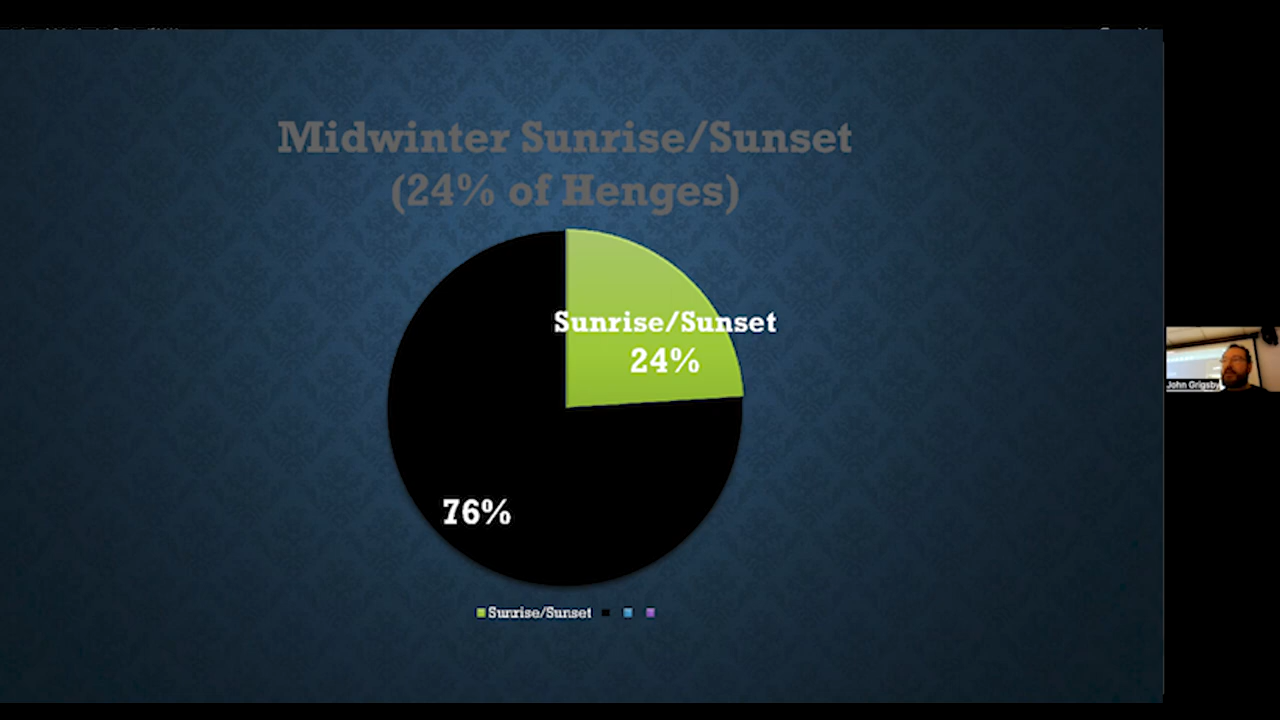 Midwinter Sunrise/Sunset
(24% of Henges)
Sunrise/Sunset
24%
76%
Sunrise/Sunset
John Grigsby